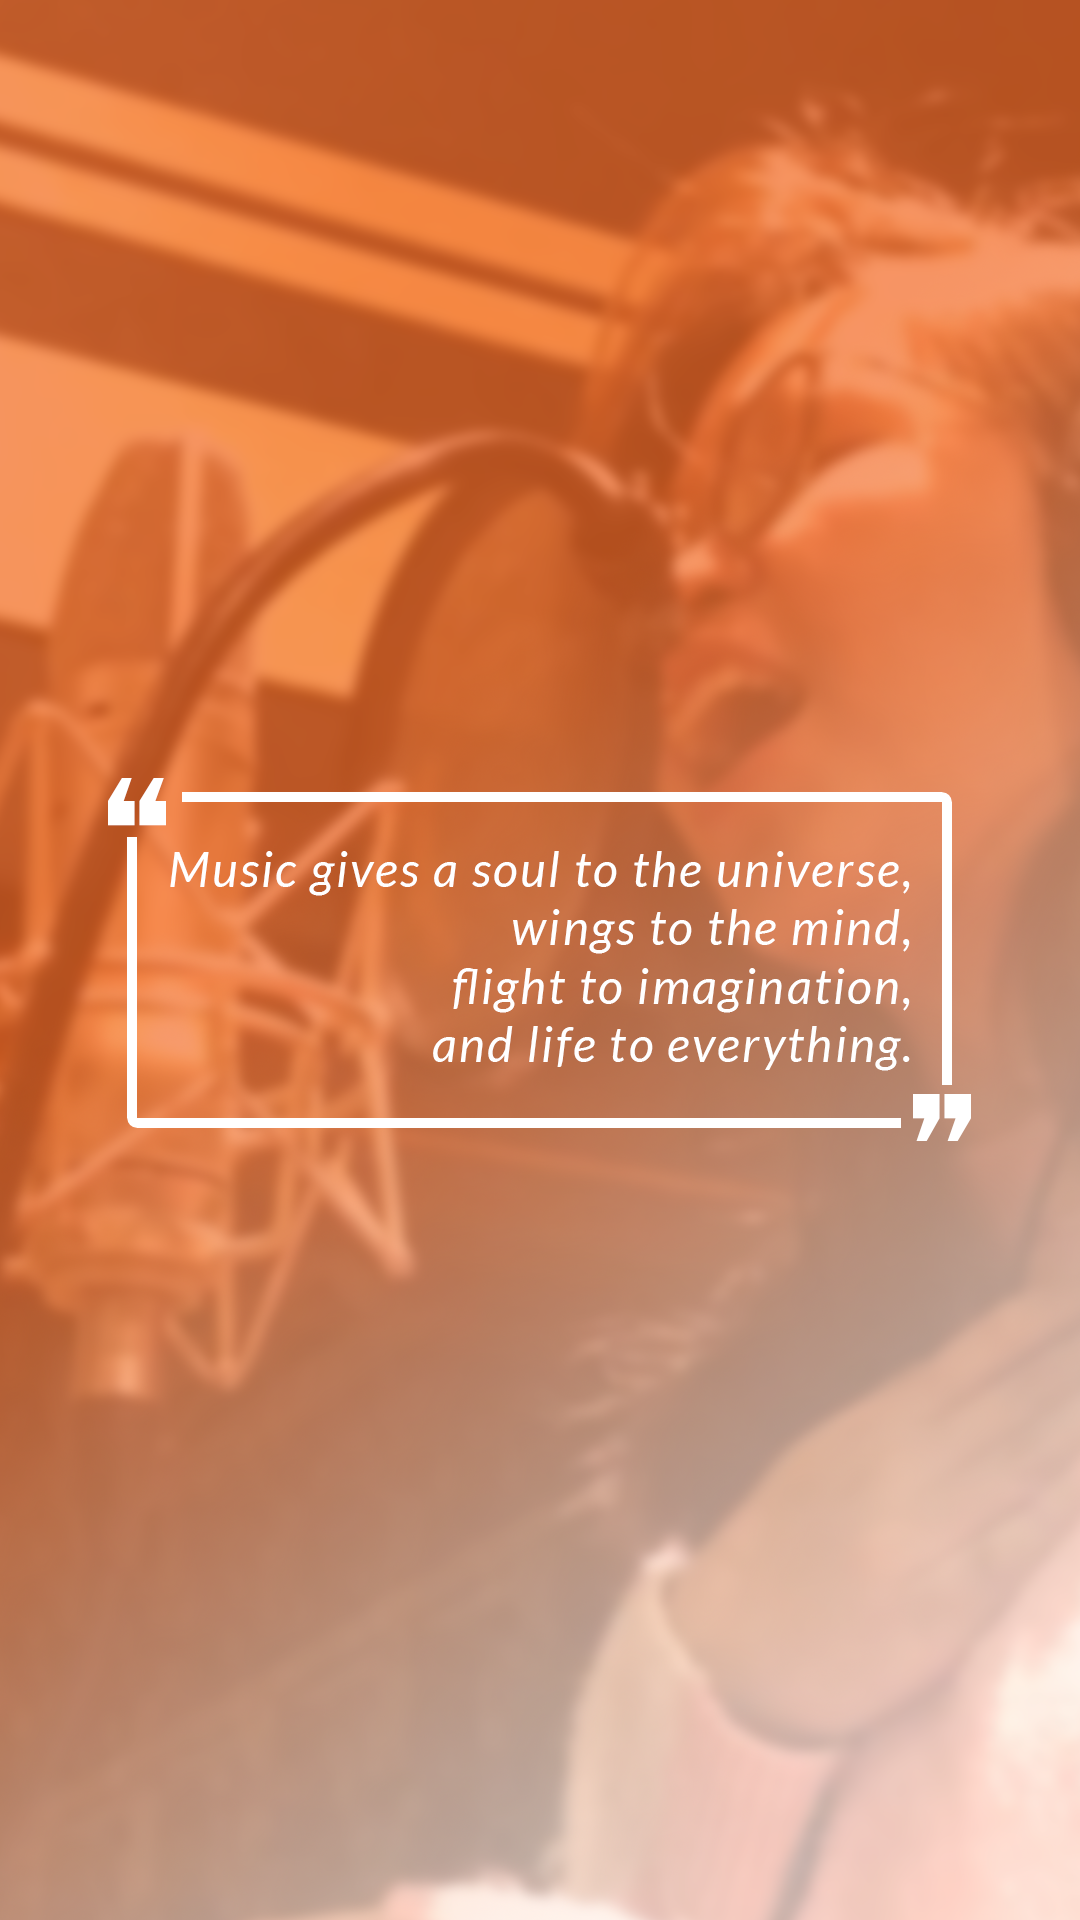 ❝
Music gives a soul to the universe,
wings to the mind,
flight to imagination,
and life to everything.
❞